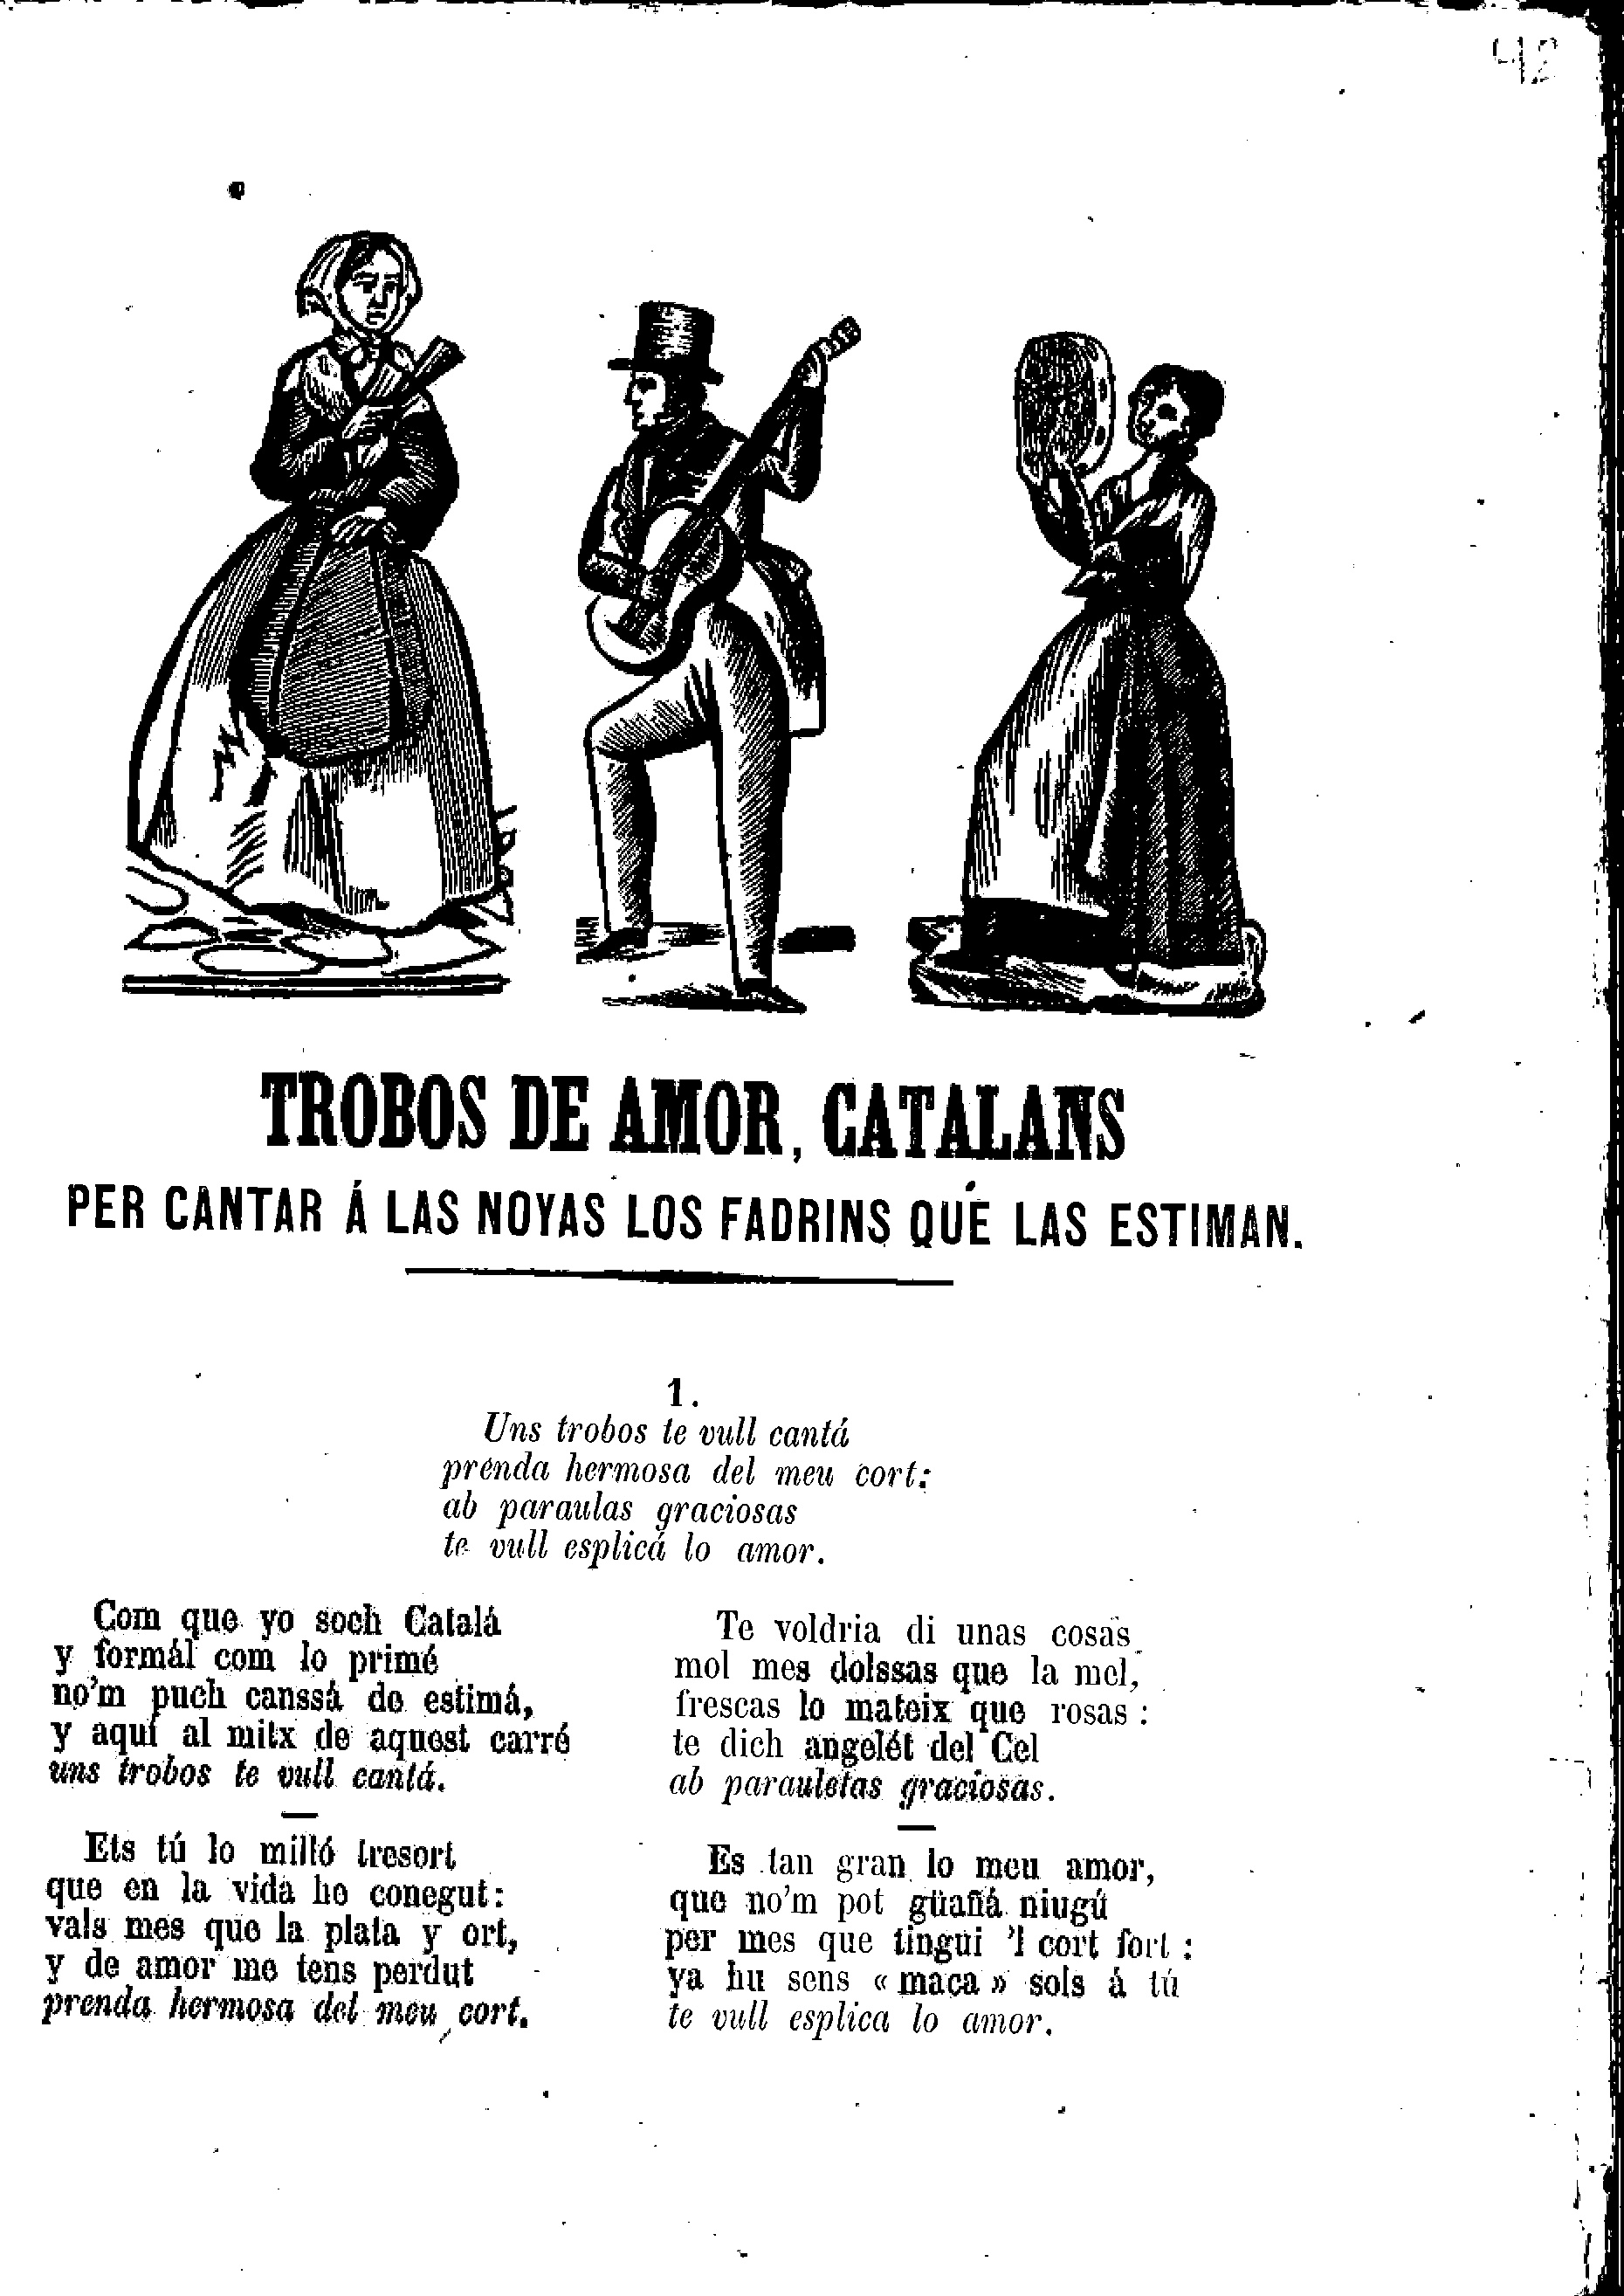 42
TROBOS DE AMOR, CATALANS
PER CANTAR Á LAS NOYAS LOS FADRINS QUÉ LAS ESTIMAN.
1.
Uns trobos te vull cantá
prenda hermosa del meu cort:
ab paraulas graciosas
te vull esplicá lo amor.
Com que yo soch Catalá
y formál com lo primé
no'm puch canssá de estimá,
y aquí al mitx de aquest carré
uns trobos te vull cantá.
Ets tú lo milló tresort
que en la vida he conegut:
vals mes que la plata y ort,
y de amor me tens perdut
prenda hermosa del meu cort.
Te voldria di unas cosas
mol mes dolssas que la mel,
frescas lo mateix que rosas:
te dich angelét del Cel
ab parauletas graciosas.
Es tan gran lo meu amor,
que no'm pot güañá niugú
per mes que tingui 'l cort fort:
ya hu sens «maca» sols á tú
te vull esplica lo amor.